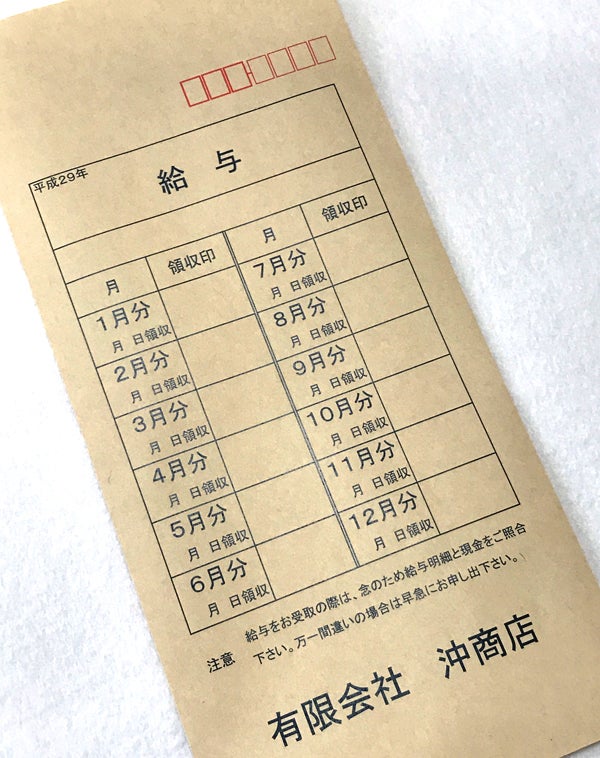 平成29年
給 与
月 領収印
1月分
月 日領収
2月分
月 日領収
3月分
月 日領収
4月分
月 日領収
5月分
月 日領収
6月分
月 日領収
月 領収印
7月分
月 日領収
8月分
月 日領収
9月分
月 日領収
10月分
月 日領収
11月分
月 日領収
12月分
月 日領収
注意 給与をお受取の際は、念のため給与明細と現金をご照合
下さい。万一間違いの場合は早急にお申し出下さい。
有限会社 沖商店